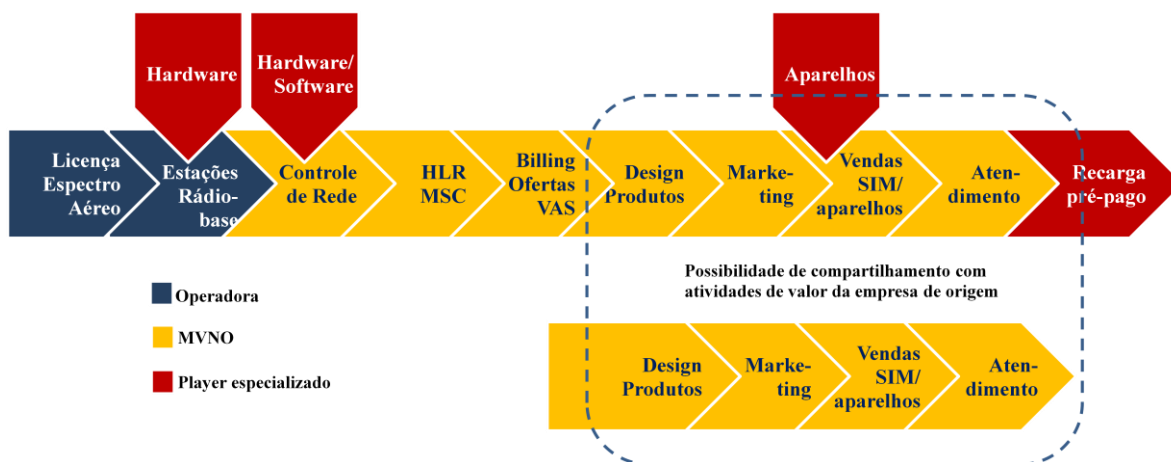 Hardware
Hardware/
Software
Aparelhos
Licença
Espectro
Aéreo
Estações
Rádio-
base
Controle
de Rede
HLR
MSC
Billing
Ofertas
VAS
Design
Produtos
Marke-
ting
Vendas
SIM/
aparelhos
Aten-
dimento
Recarga
pré-pago
Possibilidade de compartilhamento com
atividades de valor da empresa de origem
Operadora
MVNO
Player especializado
Design
Produtos
Marke-
ting
Vendas
SIM/
aparelhos
Aten-
dimento